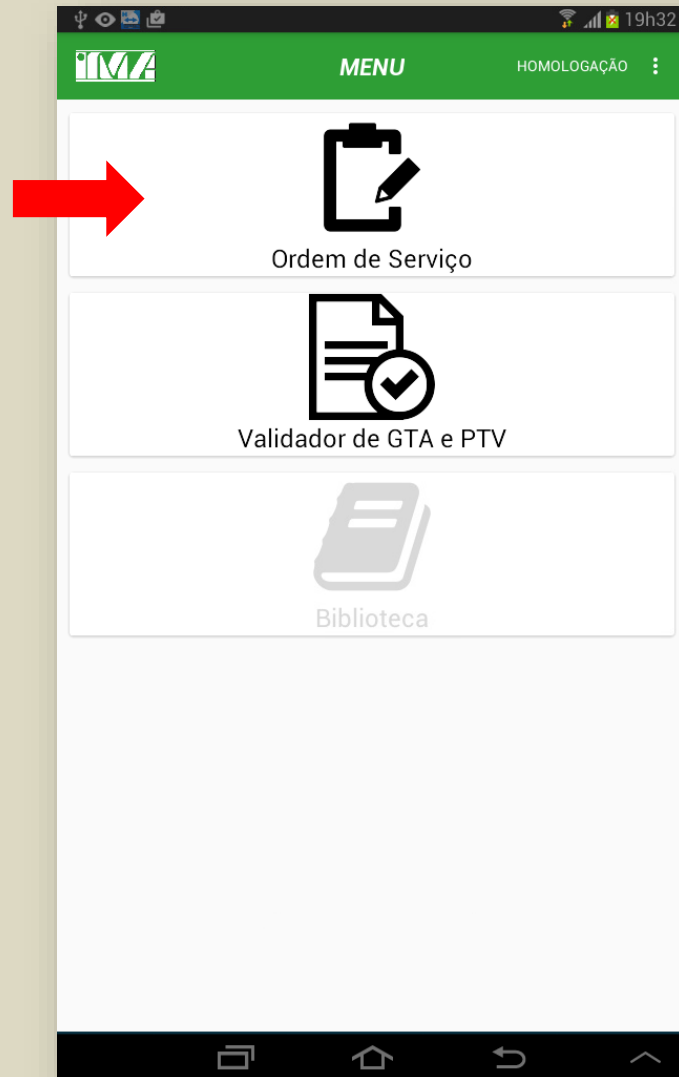 19h32
IMA
MENU
HOMOLOGAÇÃO
Ordem de Serviço
Validador de GTA e PTV
Biblioteca